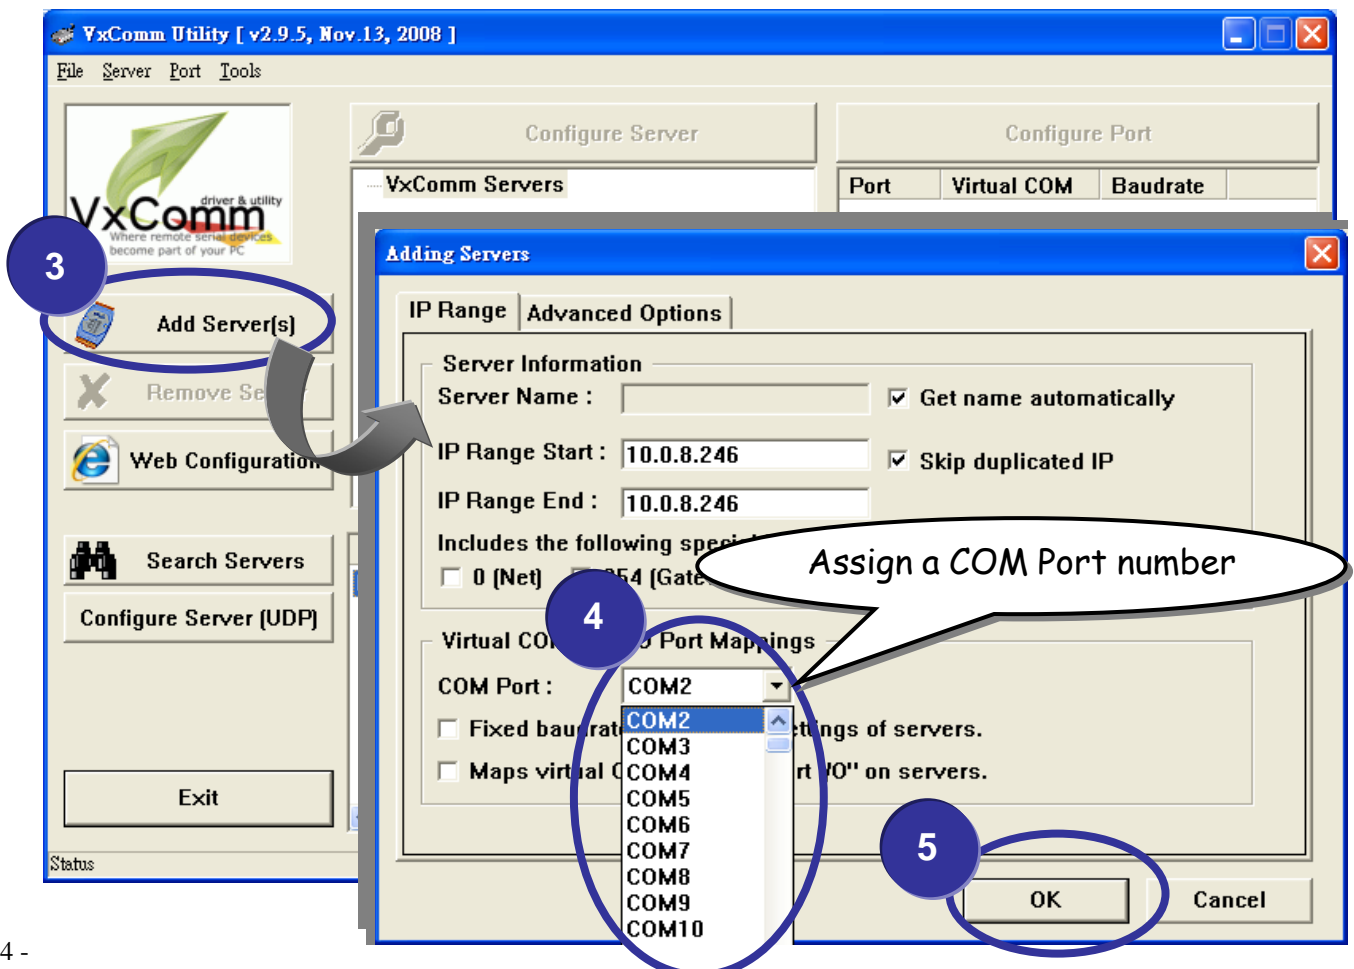 VxComm Utility [ v2.9.5, Nov.13, 2008 ]
File Server Port Tools
Configure Server
Configure Port
VxComm Servers
Port Virtual COM Baudrate
driver & utility
VxComm
Where remote serial devices
become part of your PC
3
Add Server(s)
Remove Se
Web Configuration
Search Servers
Configure Server (UDP)
Exit
Status
Adding Servers
IP Range Advanced Options
Server Information
Server Name :
Get name automatically
IP Range Start : 10.0.8.246
Skip duplicated IP
IP Range End : 10.0.8.246
Includes the following speci
0 (Net) 254 (Gate
Assign a COM Port number
4
Virtual CO Port Mappings
COM Port : COM2
COM2
Fixed baudrat ttings of servers.
COM3
COM4
Maps virtual rt I/O" on servers.
COM5
COM6
COM7
COM8
COM9
COM10
5
OK
Cancel
4 -